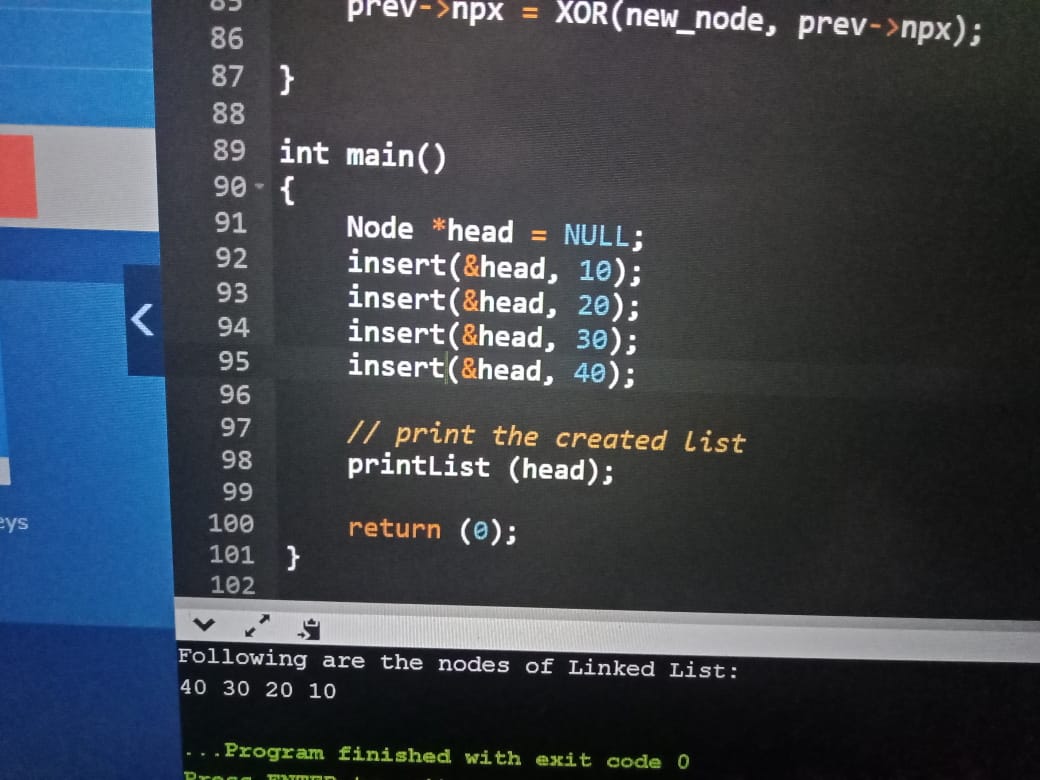 85 prev->npx = XOR(new_node, prev->npx);
86
87 }
88
89 int main()
90 {
91 Node *head = NULL;
92 insert(&head, 10);
93 insert(&head, 20);
94 insert(&head, 30);
95 insert(&head, 40);
96
97 // print the created list
98 printList (head);
99
100 return (0);
101 }
102
eys
Following are the nodes of Linked List:
40 30 20 10
...Program finished with exit code 0
Press ENTER